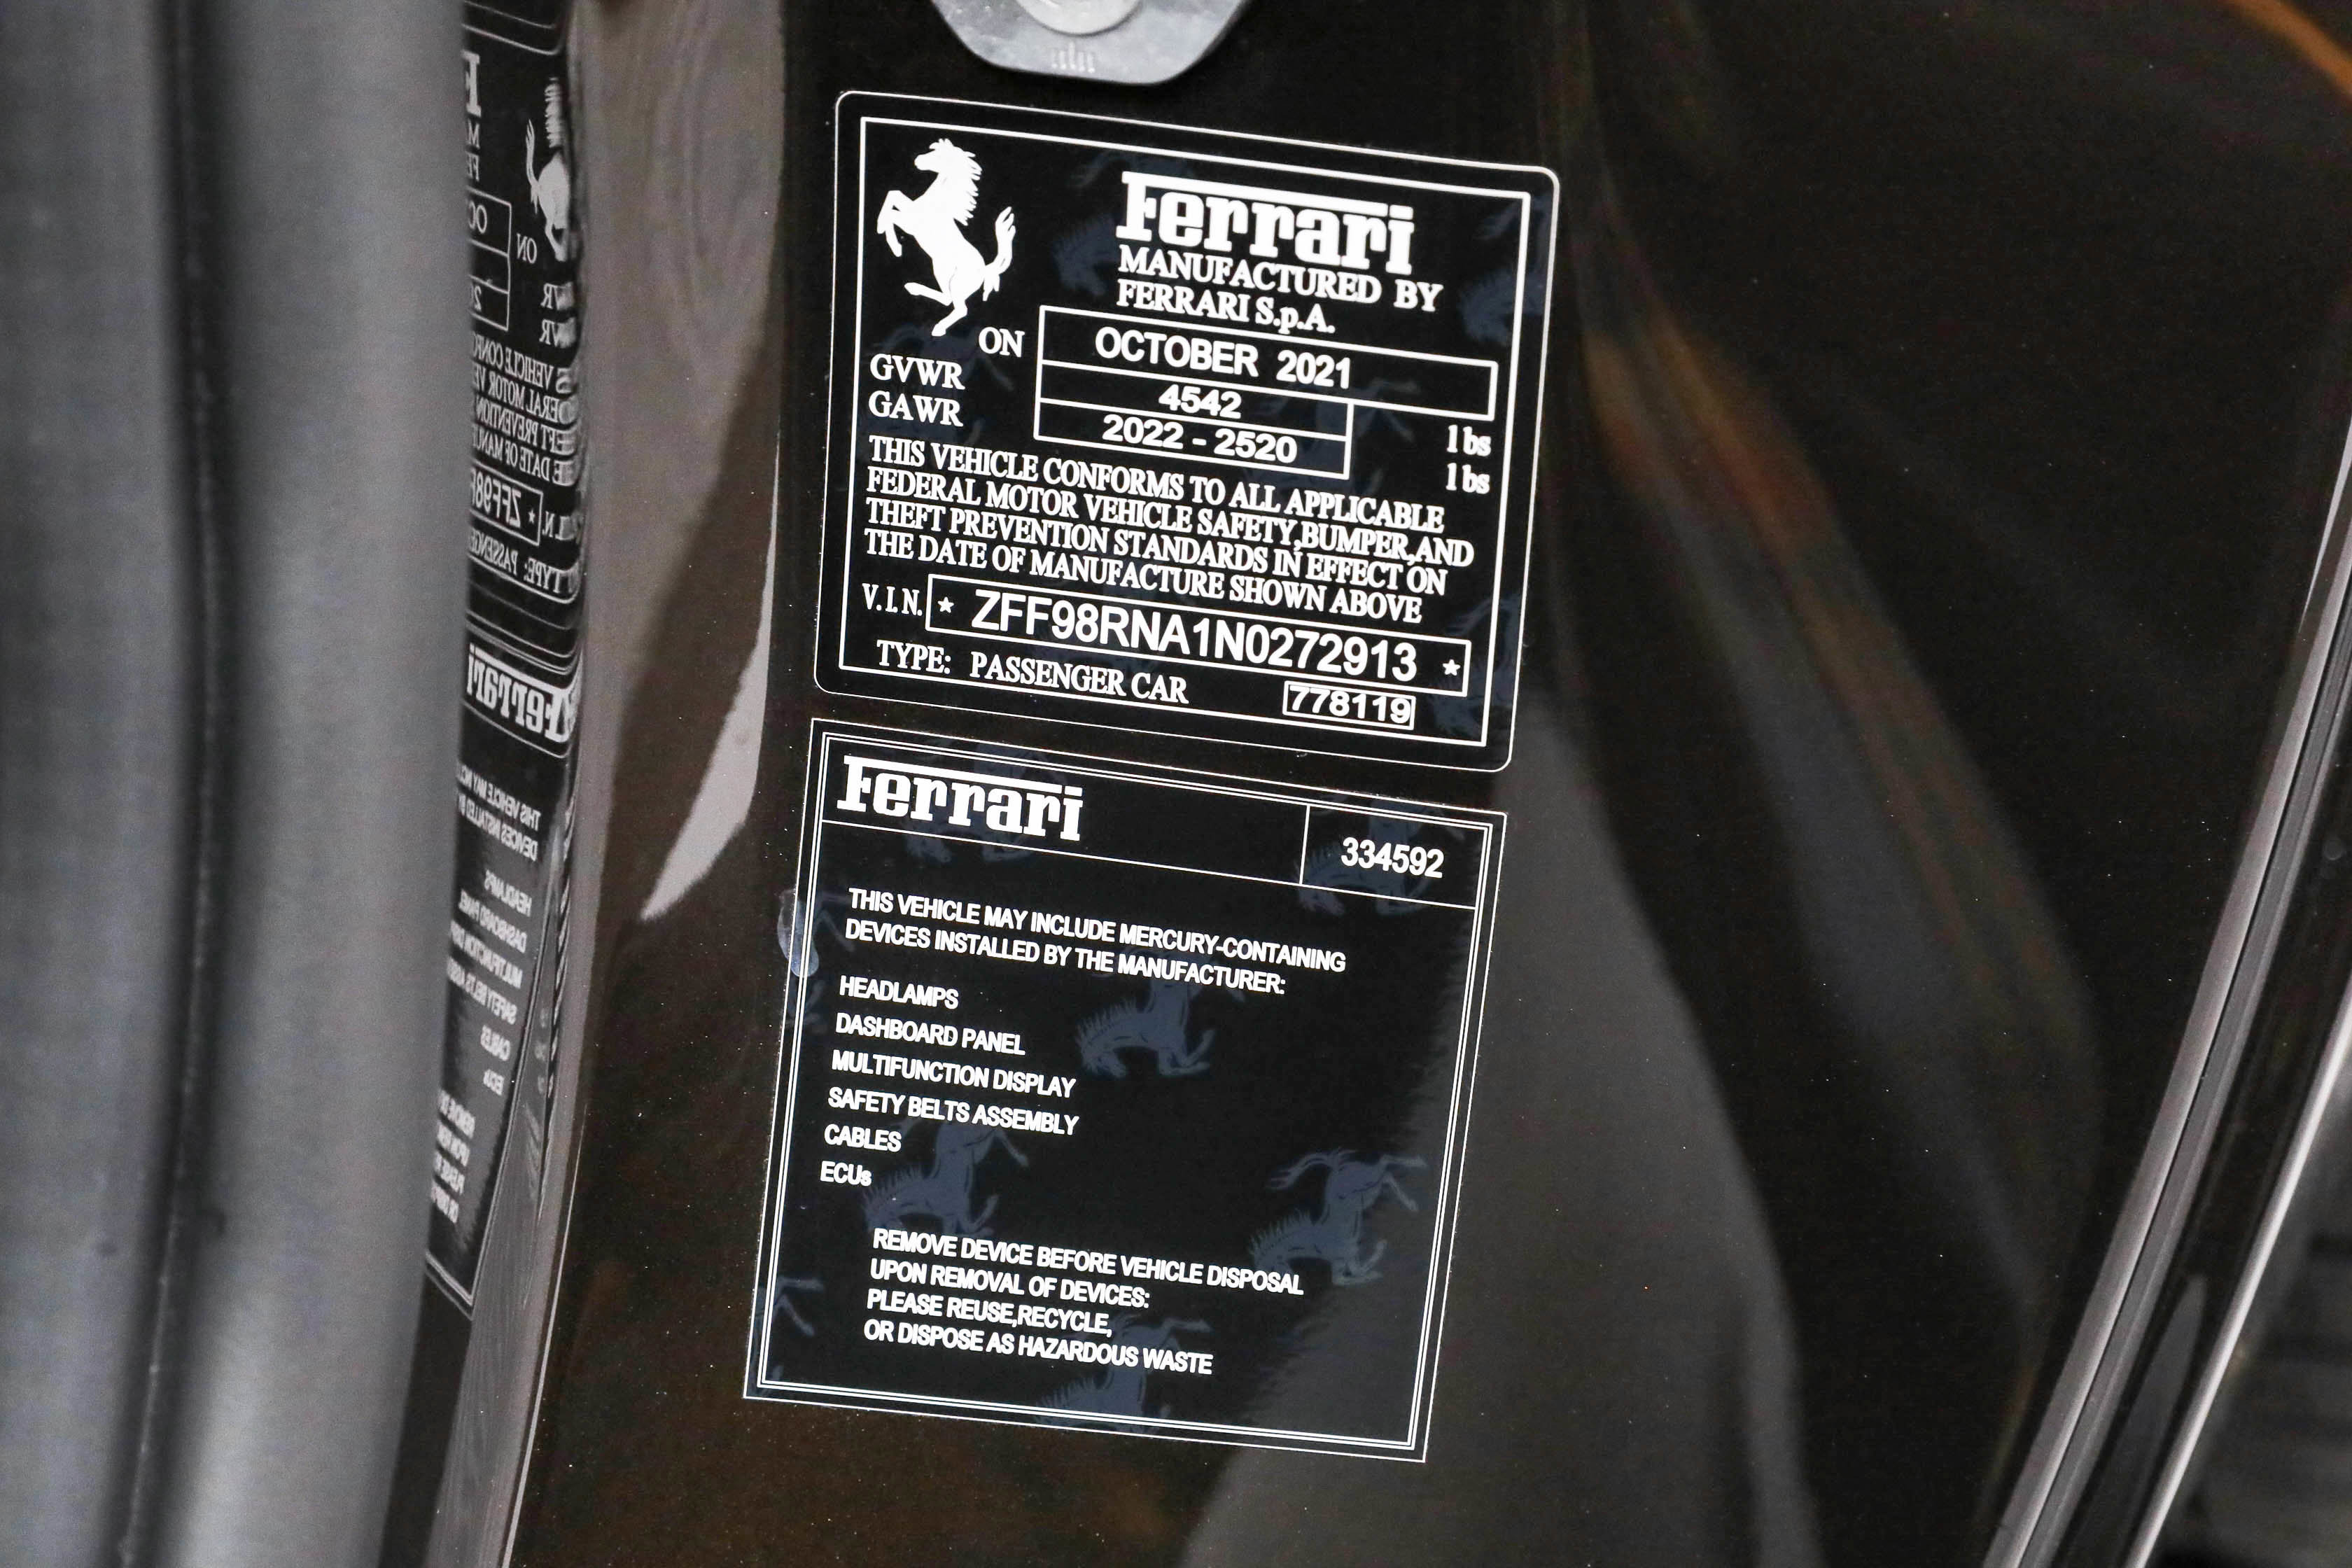 Ferrari
MANUFACTURED BY
FERRARI S.p.A.
ON OCTOBER 2021
GVWR 4542 lbs
GAWR 2022 - 2520 lbs
THIS VEHICLE CONFORMS TO ALL APPLICABLE
FEDERAL MOTOR VEHICLE SAFETY,BUMPER,AND
THEFT PREVENTION STANDARDS IN EFFECT ON
THE DATE OF MANUFACTURE SHOWN ABOVE
V.I.N. * ZFF98RNA1N0272913 *
TYPE: PASSENGER CAR 778119
Ferrari 334592
THIS VEHICLE MAY INCLUDE MERCURY-CONTAINING
DEVICES INSTALLED BY THE MANUFACTURER:
HEADLAMPS
DASHBOARD PANEL
MULTIFUNCTION DISPLAY
SAFETY BELTS ASSEMBLY
CABLES
ECUs
REMOVE DEVICE BEFORE VEHICLE DISPOSAL
UPON REMOVAL OF DEVICES:
PLEASE REUSE,RECYCLE,
OR DISPOSE AS HAZARDOUS WASTE